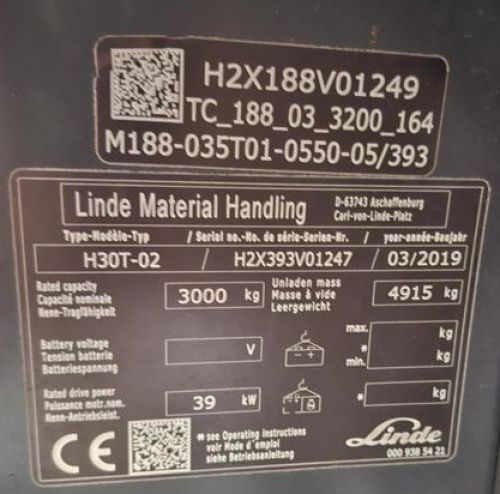 H2X188V01249
TC_188_03_3200_164
M188-035T01-0550-05/393
Linde Material Handling
D-63743 Aschaffenburg
Carl-von-Linde-Platz
Type-Modèle-Typ / Serial no.-No. de série-Serien-Nr. / year-année-Baujahr
H30T-02 / H2X393V01247 / 03/2019
Rated capacity
Capacité nominale
Nenn-Tragfähigkeit
3000 kg
Unladen mass
Masse à vide
Leergewicht
4915 kg
Battery voltage
Tension batterie
Batteriespannung
V
- +
max. kg
*
min. kg
Rated drive power
Puissance motr.nom.
Nenn-Antriebsleist.
39 kW
* kg
CE
* see Operating Instructions
voir Mode d'emploi
siehe Betriebsanleitung
Linde
000 938 54 21